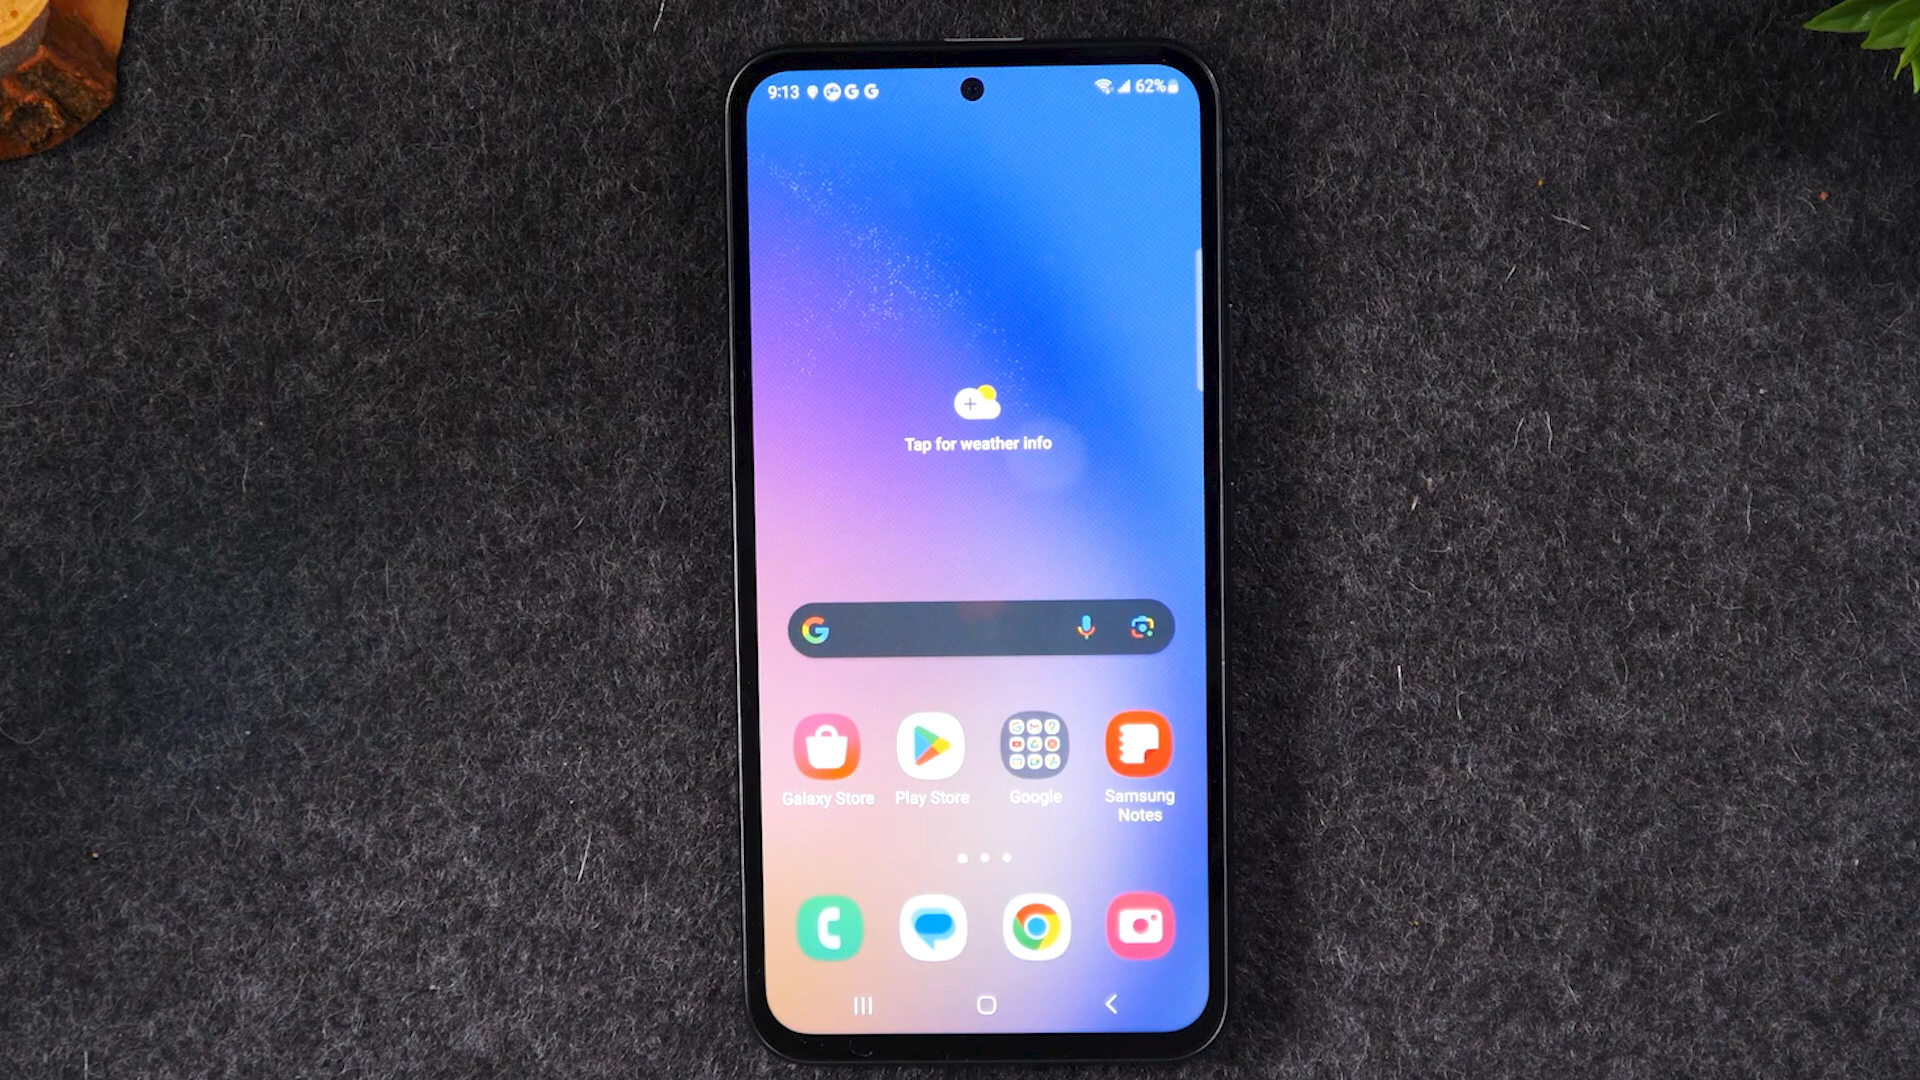 9:13
62%
Tap for weather info
Galaxy Store
Play Store
Google
Samsung
Notes